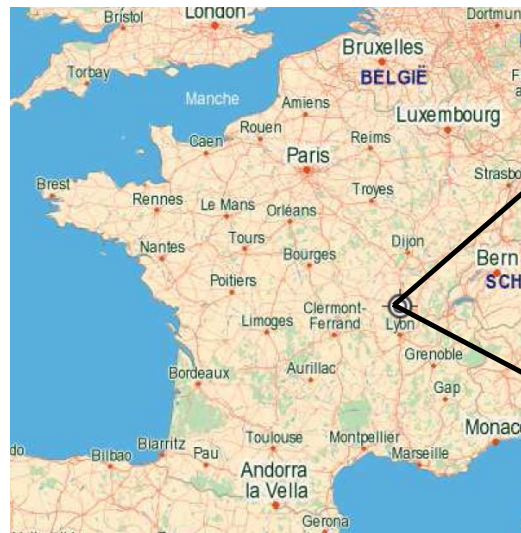 London
Bristol
Dortmun
Bruxelles
BELGIË
Torbay
Manche
Amiens
Luxembourg
Rouen
Caen
Reims
Paris
Brest
Strasbo
Rennes
Le Mans
Troyes
Orléans
Nantes
Tours
Dijon
Bourges
Bern
SCH
Poitiers
Limoges
Clermont-
Ferrand
Lyon
Grenoble
Bordeaux
Aurillac
Gap
Monaco
Biarritz
Bilbao
Pau
Toulouse
Montpellier
Marseille
Andorra
la Vella
Gerona